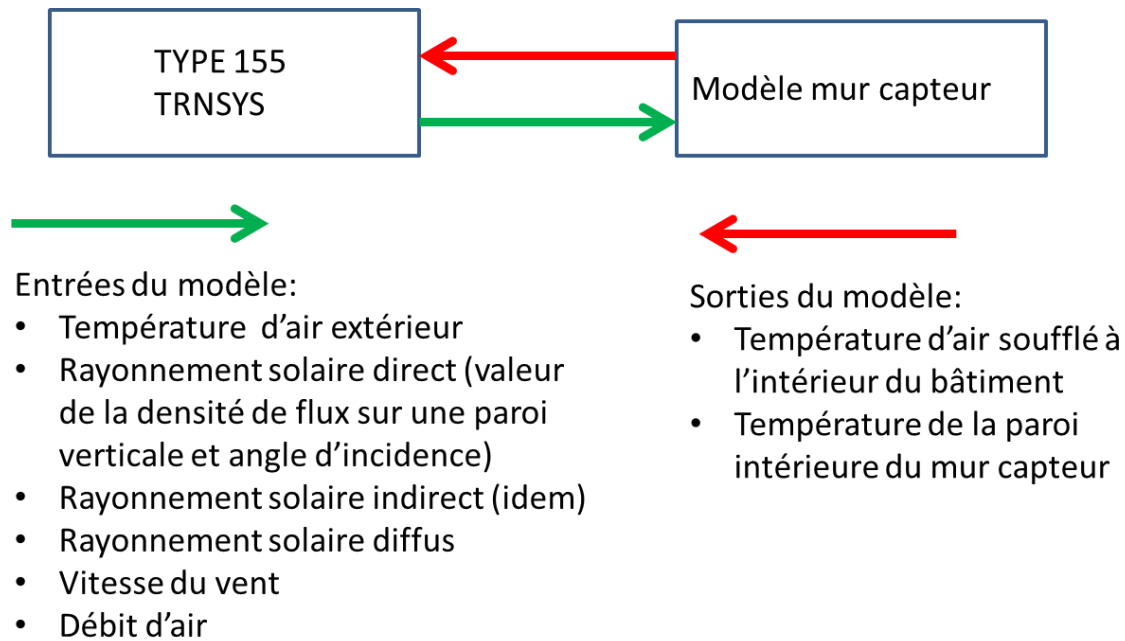 TYPE 155
TRNSYS
Modèle mur capteur
Entrées du modèle:
• Température d’air extérieur
• Rayonnement solaire direct (valeur
de la densité de flux sur une paroi
verticale et angle d’incidence)
• Rayonnement solaire indirect (idem)
• Rayonnement solaire diffus
• Vitesse du vent
• Débit d’air
Sorties du modèle:
• Température d’air soufflé à
l’intérieur du bâtiment
• Température de la paroi
intérieure du mur capteur